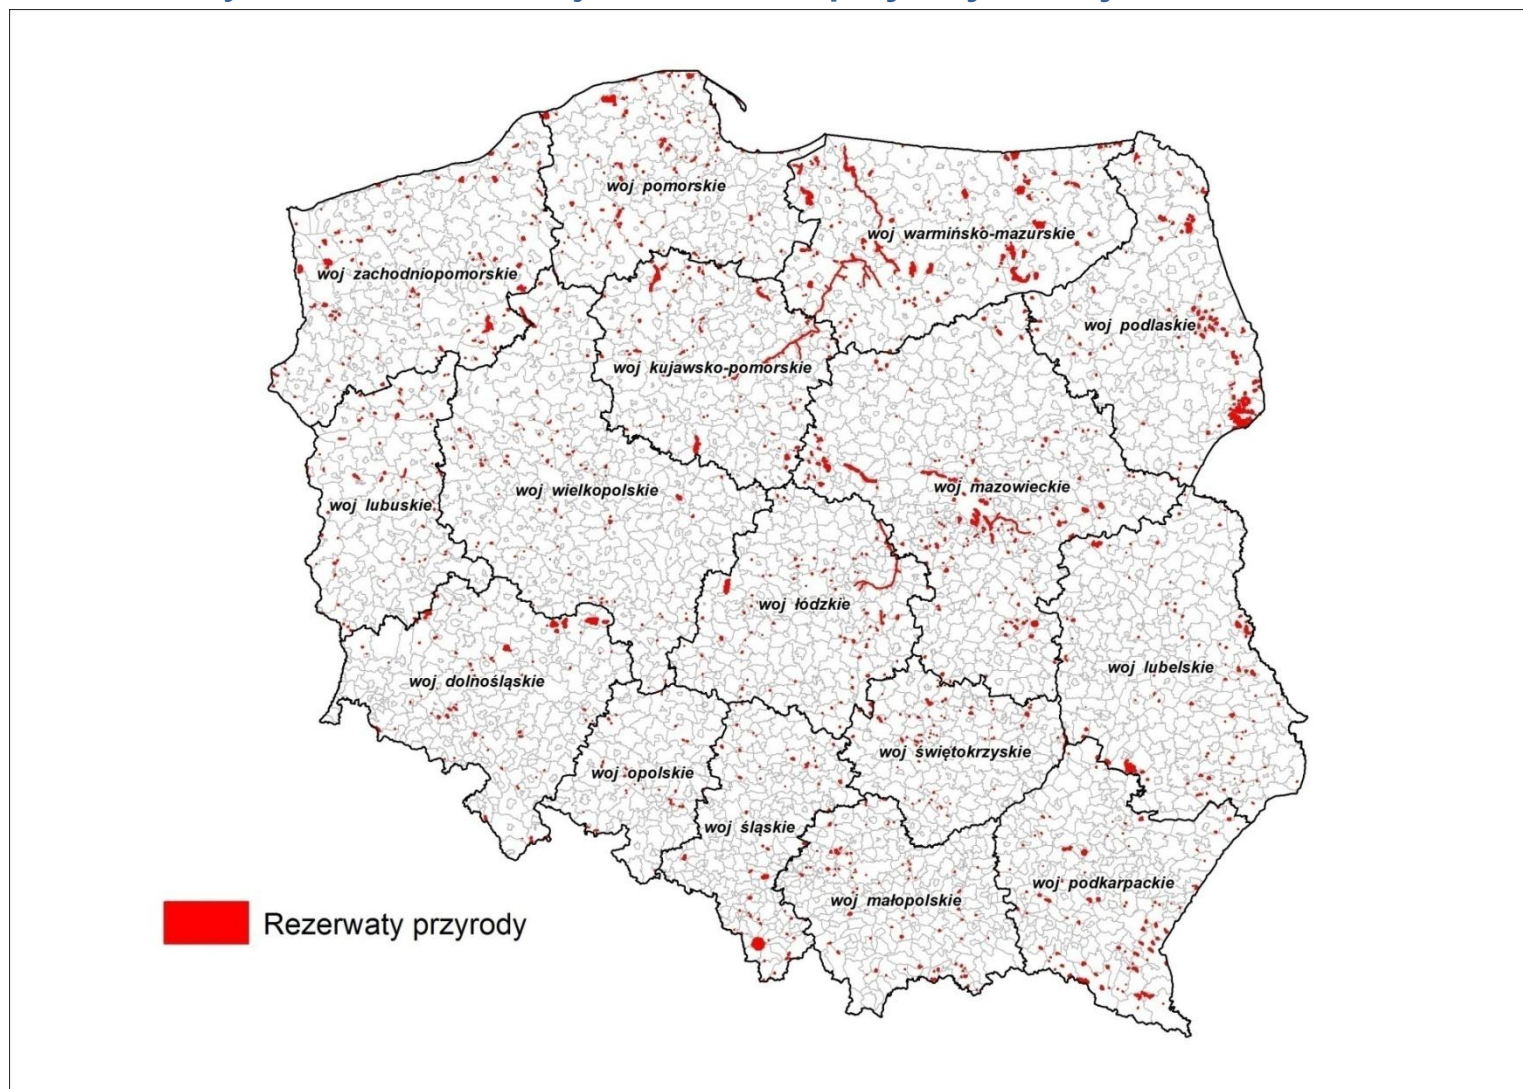 woj pomorskie
woj warmińsko-mazurskie
woj zachodniopomorskie
woj podlaskie
woj kujawsko-pomorskie
woj wielkopolskie
woj mazowieckie
woj lubuskie
woj łódzkie
woj lubelskie
woj dolnośląskie
woj świętokrzyskie
woj opolskie
woj śląskie
woj podkarpackie
woj małopolskie
Rezerwaty przyrody